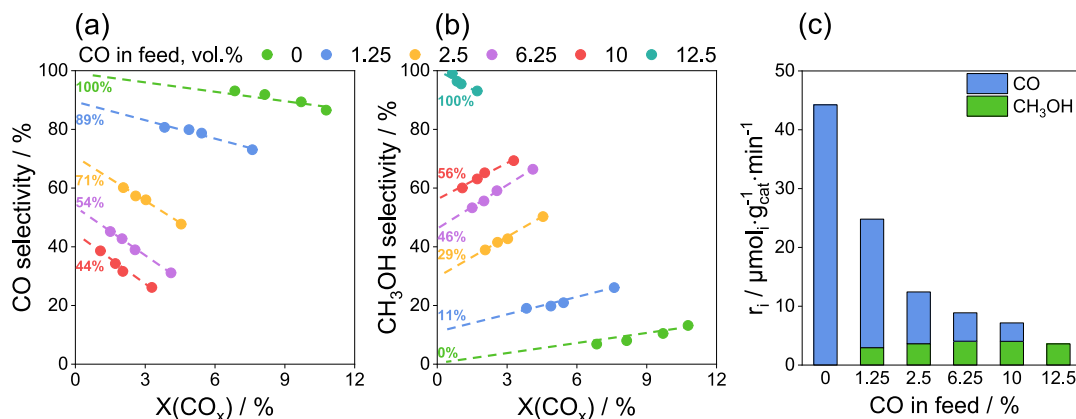 (a) (b) (c)
CO in feed, vol.% 0 1.25 2.5 6.25 10 12.5
CO selectivity / %
100
80
60
40
20
0
100%
89%
71%
54%
44%
0 3 6 9 12
X(COₓ) / %
CH₃OH selectivity / %
100
80
60
40
20
0
100%
56%
46%
29%
11%
0%
0 3 6 9 12
X(COₓ) / %
rᵢ / μmolᵢ·g⁻¹cat·min⁻¹
50
40
30
20
10
0
CO
CH₃OH
0 1.25 2.5 6.25 10 12.5
CO in feed / %